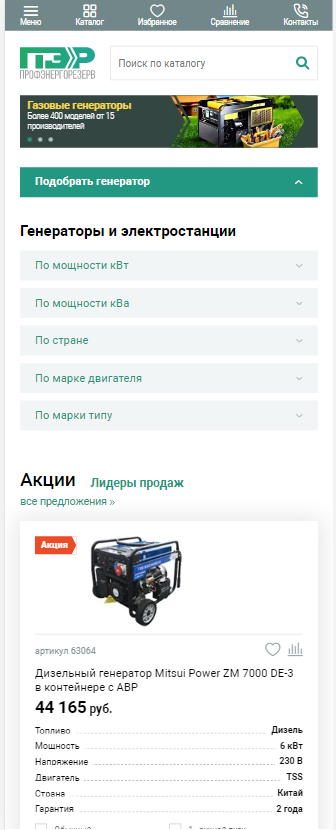 Меню
Каталог
Избранное
Сравнение
Контакты
ПЭР
ПРОФЭНЕРГОРЕЗЕРВ
Поиск по каталогу
Газовые генераторы
Более 400 моделей от 15
производителей
Подобрать генератор
Генераторы и электростанции
По мощности кВт
По мощности кВа
По стране
По марке двигателя
По марки типу
Акции Лидеры продаж
все предложения »
Акция
артикул 63064
Дизельный генератор Mitsui Power ZM 7000 DE-3
в контейнере с АВР
44 165 руб.
Топливо Дизель
Мощность 6 кВт
Напряжение 230 В
Двигатель TSS
Страна Китай
Гарантия 2 года